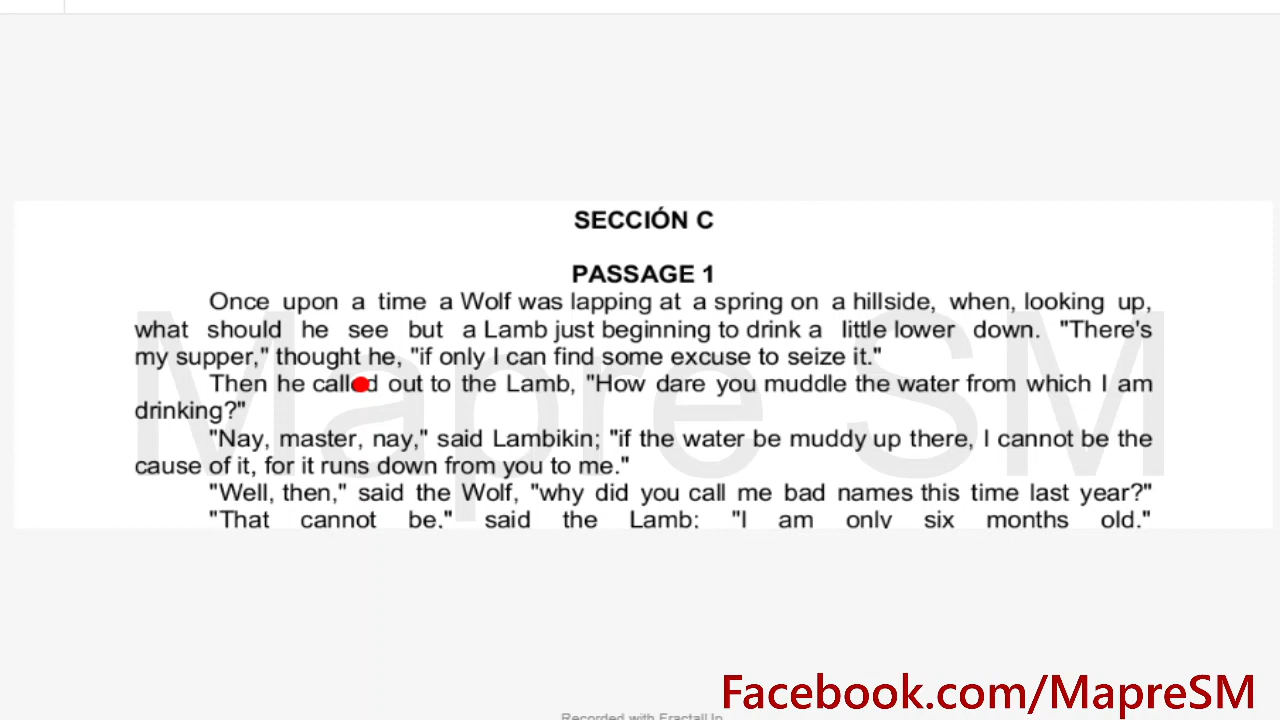 SECCIÓN C
PASSAGE 1
Once upon a time a Wolf was lapping at a spring on a hillside, when, looking up,
what should he see but a Lamb just beginning to drink a little lower down. "There's
my supper," thought he, "if only I can find some excuse to seize it."
Then he called out to the Lamb, "How dare you muddle the water from which I am
drinking?"
"Nay, master, nay," said Lambikin; "if the water be muddy up there, I cannot be the
cause of it, for it runs down from you to me."
"Well, then," said the Wolf, "why did you call me bad names this time last year?"
"That cannot be." said the Lamb: "I am only six months old."
Mapre SM
Facebook.com/MapreSM
Recorded with FractalUp